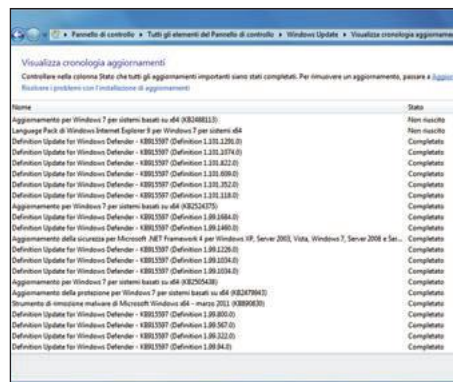 Pannello di controllo ▸ Tutti gli elementi del Pannello di controllo ▸ Windows Update ▸ Visualizza cronologia aggiornamen
Visualizza cronologia aggiornamenti
Controllare nella colonna Stato che tutti gli aggiornamenti importanti siano stati completati. Per rimuovere un aggiornamento, passare a Aggior
Risolvere i problemi con l'installazione di aggiornamenti
Nome Stato
Aggiornamento per Windows 7 per sistemi basati su x64 (KB2488113) Non riuscito
Language Pack di Windows Internet Explorer 9 per Windows 7 per sistemi x64 Non riuscito
Definition Update for Windows Defender - KB915597 (Definition 1.101.1291.0) Completato
Definition Update for Windows Defender - KB915597 (Definition 1.101.1074.0) Completato
Definition Update for Windows Defender - KB915597 (Definition 1.101.822.0) Completato
Definition Update for Windows Defender - KB915597 (Definition 1.101.609.0) Completato
Definition Update for Windows Defender - KB915597 (Definition 1.101.352.0) Completato
Definition Update for Windows Defender - KB915597 (Definition 1.101.118.0) Completato
Aggiornamento per Windows 7 per sistemi basati su x64 (KB2524375) Completato
Definition Update for Windows Defender - KB915597 (Definition 1.99.1684.0) Completato
Definition Update for Windows Defender - KB915597 (Definition 1.99.1460.0) Completato
Aggiornamento della sicurezza per Microsoft .NET Framework 4 per Windows XP, Server 2003, Vista, Windows 7, Server 2008 e Ser... Completato
Definition Update for Windows Defender - KB915597 (Definition 1.99.1226.0) Completato
Definition Update for Windows Defender - KB915597 (Definition 1.99.1034.0) Completato
Definition Update for Windows Defender - KB915597 (Definition 1.99.1034.0) Completato
Aggiornamento per Windows 7 per sistemi basati su x64 (KB2505438) Completato
Aggiornamento della protezione per Windows 7 per sistemi basati su x64 (KB2479943) Completato
Strumento di rimozione malware di Microsoft Windows x64 - marzo 2011 (KB890830) Completato
Definition Update for Windows Defender - KB915597 (Definition 1.99.800.0) Completato
Definition Update for Windows Defender - KB915597 (Definition 1.99.567.0) Completato
Definition Update for Windows Defender - KB915597 (Definition 1.99.322.0) Completato
Definition Update for Windows Defender - KB915597 (Definition 1.99.94.0) Completato